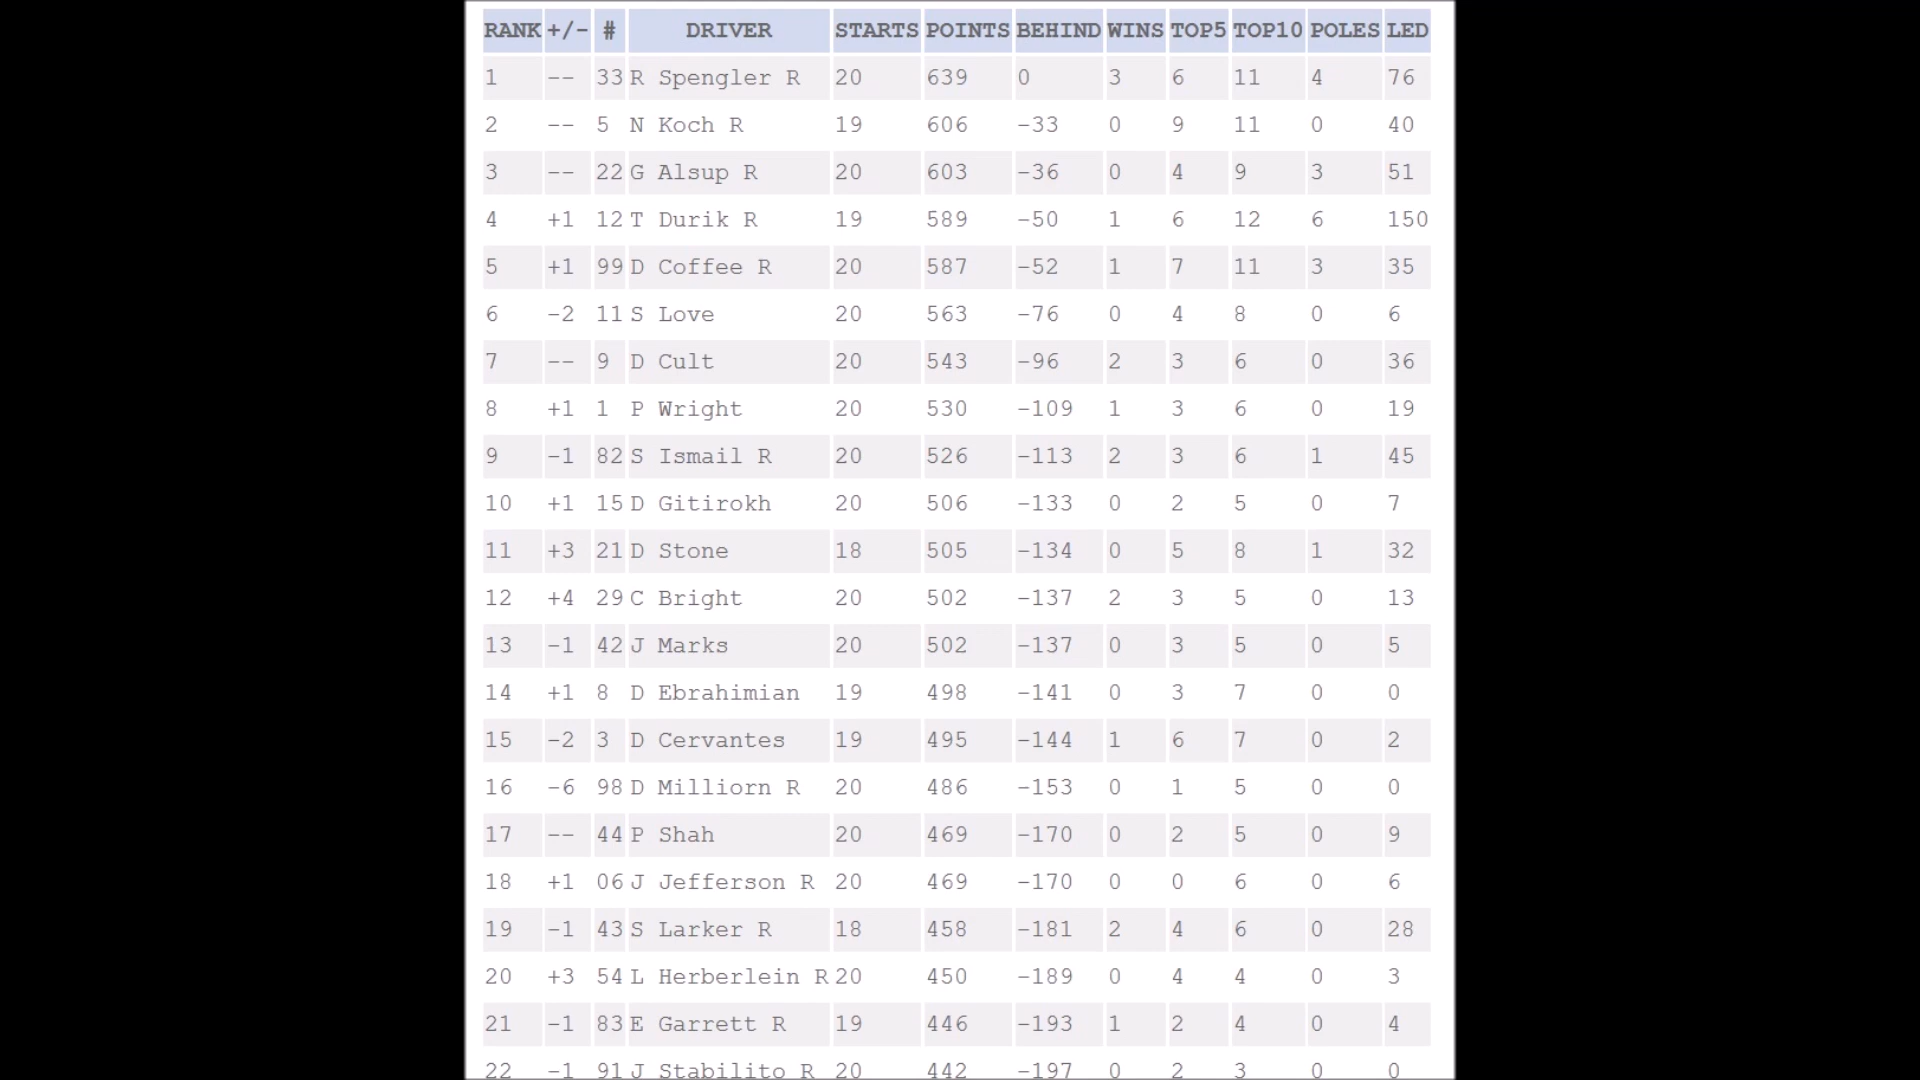 RANK +/- # DRIVER STARTS POINTS BEHIND WINS TOP5 TOP10 POLES LED
1 -- 33 R Spengler R 20 639 0 3 6 11 4 76
2 -- 5 N Koch R 19 606 -33 0 9 11 0 40
3 -- 22 G Alsup R 20 603 -36 0 4 9 3 51
4 +1 12 T Durik R 19 589 -50 1 6 12 6 150
5 +1 99 D Coffee R 20 587 -52 1 7 11 3 35
6 -2 11 S Love 20 563 -76 0 4 8 0 6
7 -- 9 D Cult 20 543 -96 2 3 6 0 36
8 +1 1 P Wright 20 530 -109 1 3 6 0 19
9 -1 82 S Ismail R 20 526 -113 2 3 6 1 45
10 +1 15 D Gitirokh 20 506 -133 0 2 5 0 7
11 +3 21 D Stone 18 505 -134 0 5 8 1 32
12 +4 29 C Bright 20 502 -137 2 3 5 0 13
13 -1 42 J Marks 20 502 -137 0 3 5 0 5
14 +1 8 D Ebrahimian 19 498 -141 0 3 7 0 0
15 -2 3 D Cervantes 19 495 -144 1 6 7 0 2
16 -6 98 D Milliorn R 20 486 -153 0 1 5 0 0
17 -- 44 P Shah 20 469 -170 0 2 5 0 9
18 +1 06 J Jefferson R 20 469 -170 0 0 6 0 6
19 -1 43 S Larker R 18 458 -181 2 4 6 0 28
20 +3 54 L Herberlein R 20 450 -189 0 4 4 0 3
21 -1 83 E Garrett R 19 446 -193 1 2 4 0 4
22 -1 91 J Stabilito R 20 442 -197 0 2 3 0 0